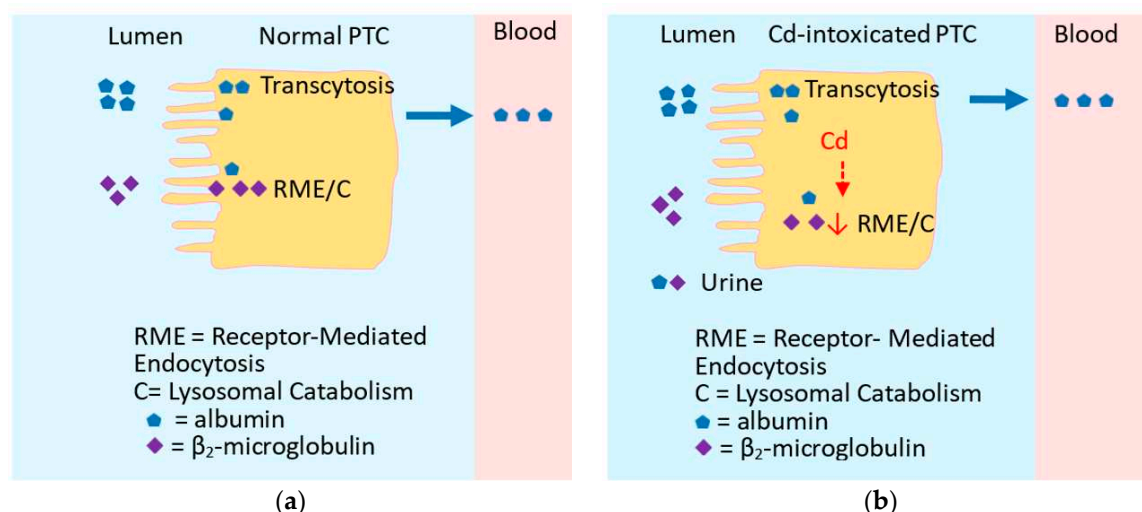 Lumen Normal PTC Blood
Transcytosis
RME/C
RME = Receptor-Mediated
Endocytosis
C= Lysosomal Catabolism
= albumin
= β₂-microglobulin
(a)
Lumen Cd-intoxicated PTC Blood
Transcytosis
Cd
↓ RME/C
Urine
RME = Receptor- Mediated
Endocytosis
C = Lysosomal Catabolism
= albumin
= β₂-microglobulin
(b)